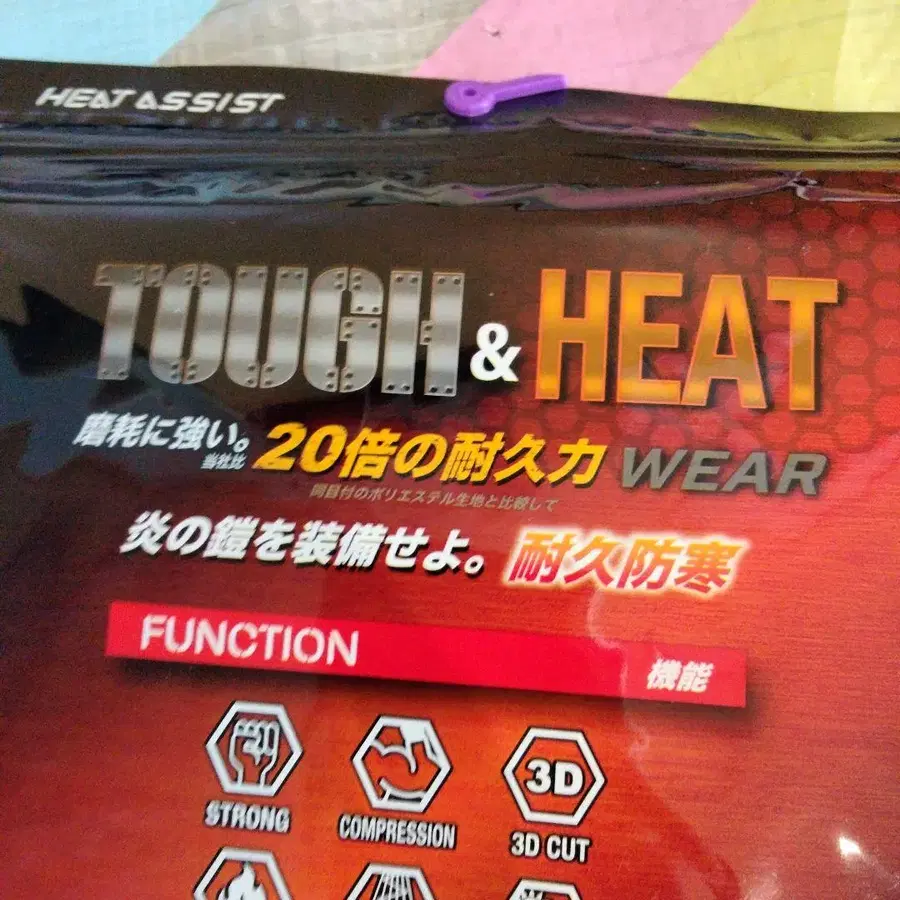 HEAT ASSIST
TOUGH & HEAT
磨耗に強い。
当社比 20倍の耐久力 WEAR
同目付のポリエステル生地と比較して
炎の鎧を装備せよ。 耐久防寒
FUNCTION 機能
STRONG COMPRESSION 3D 3D CUT